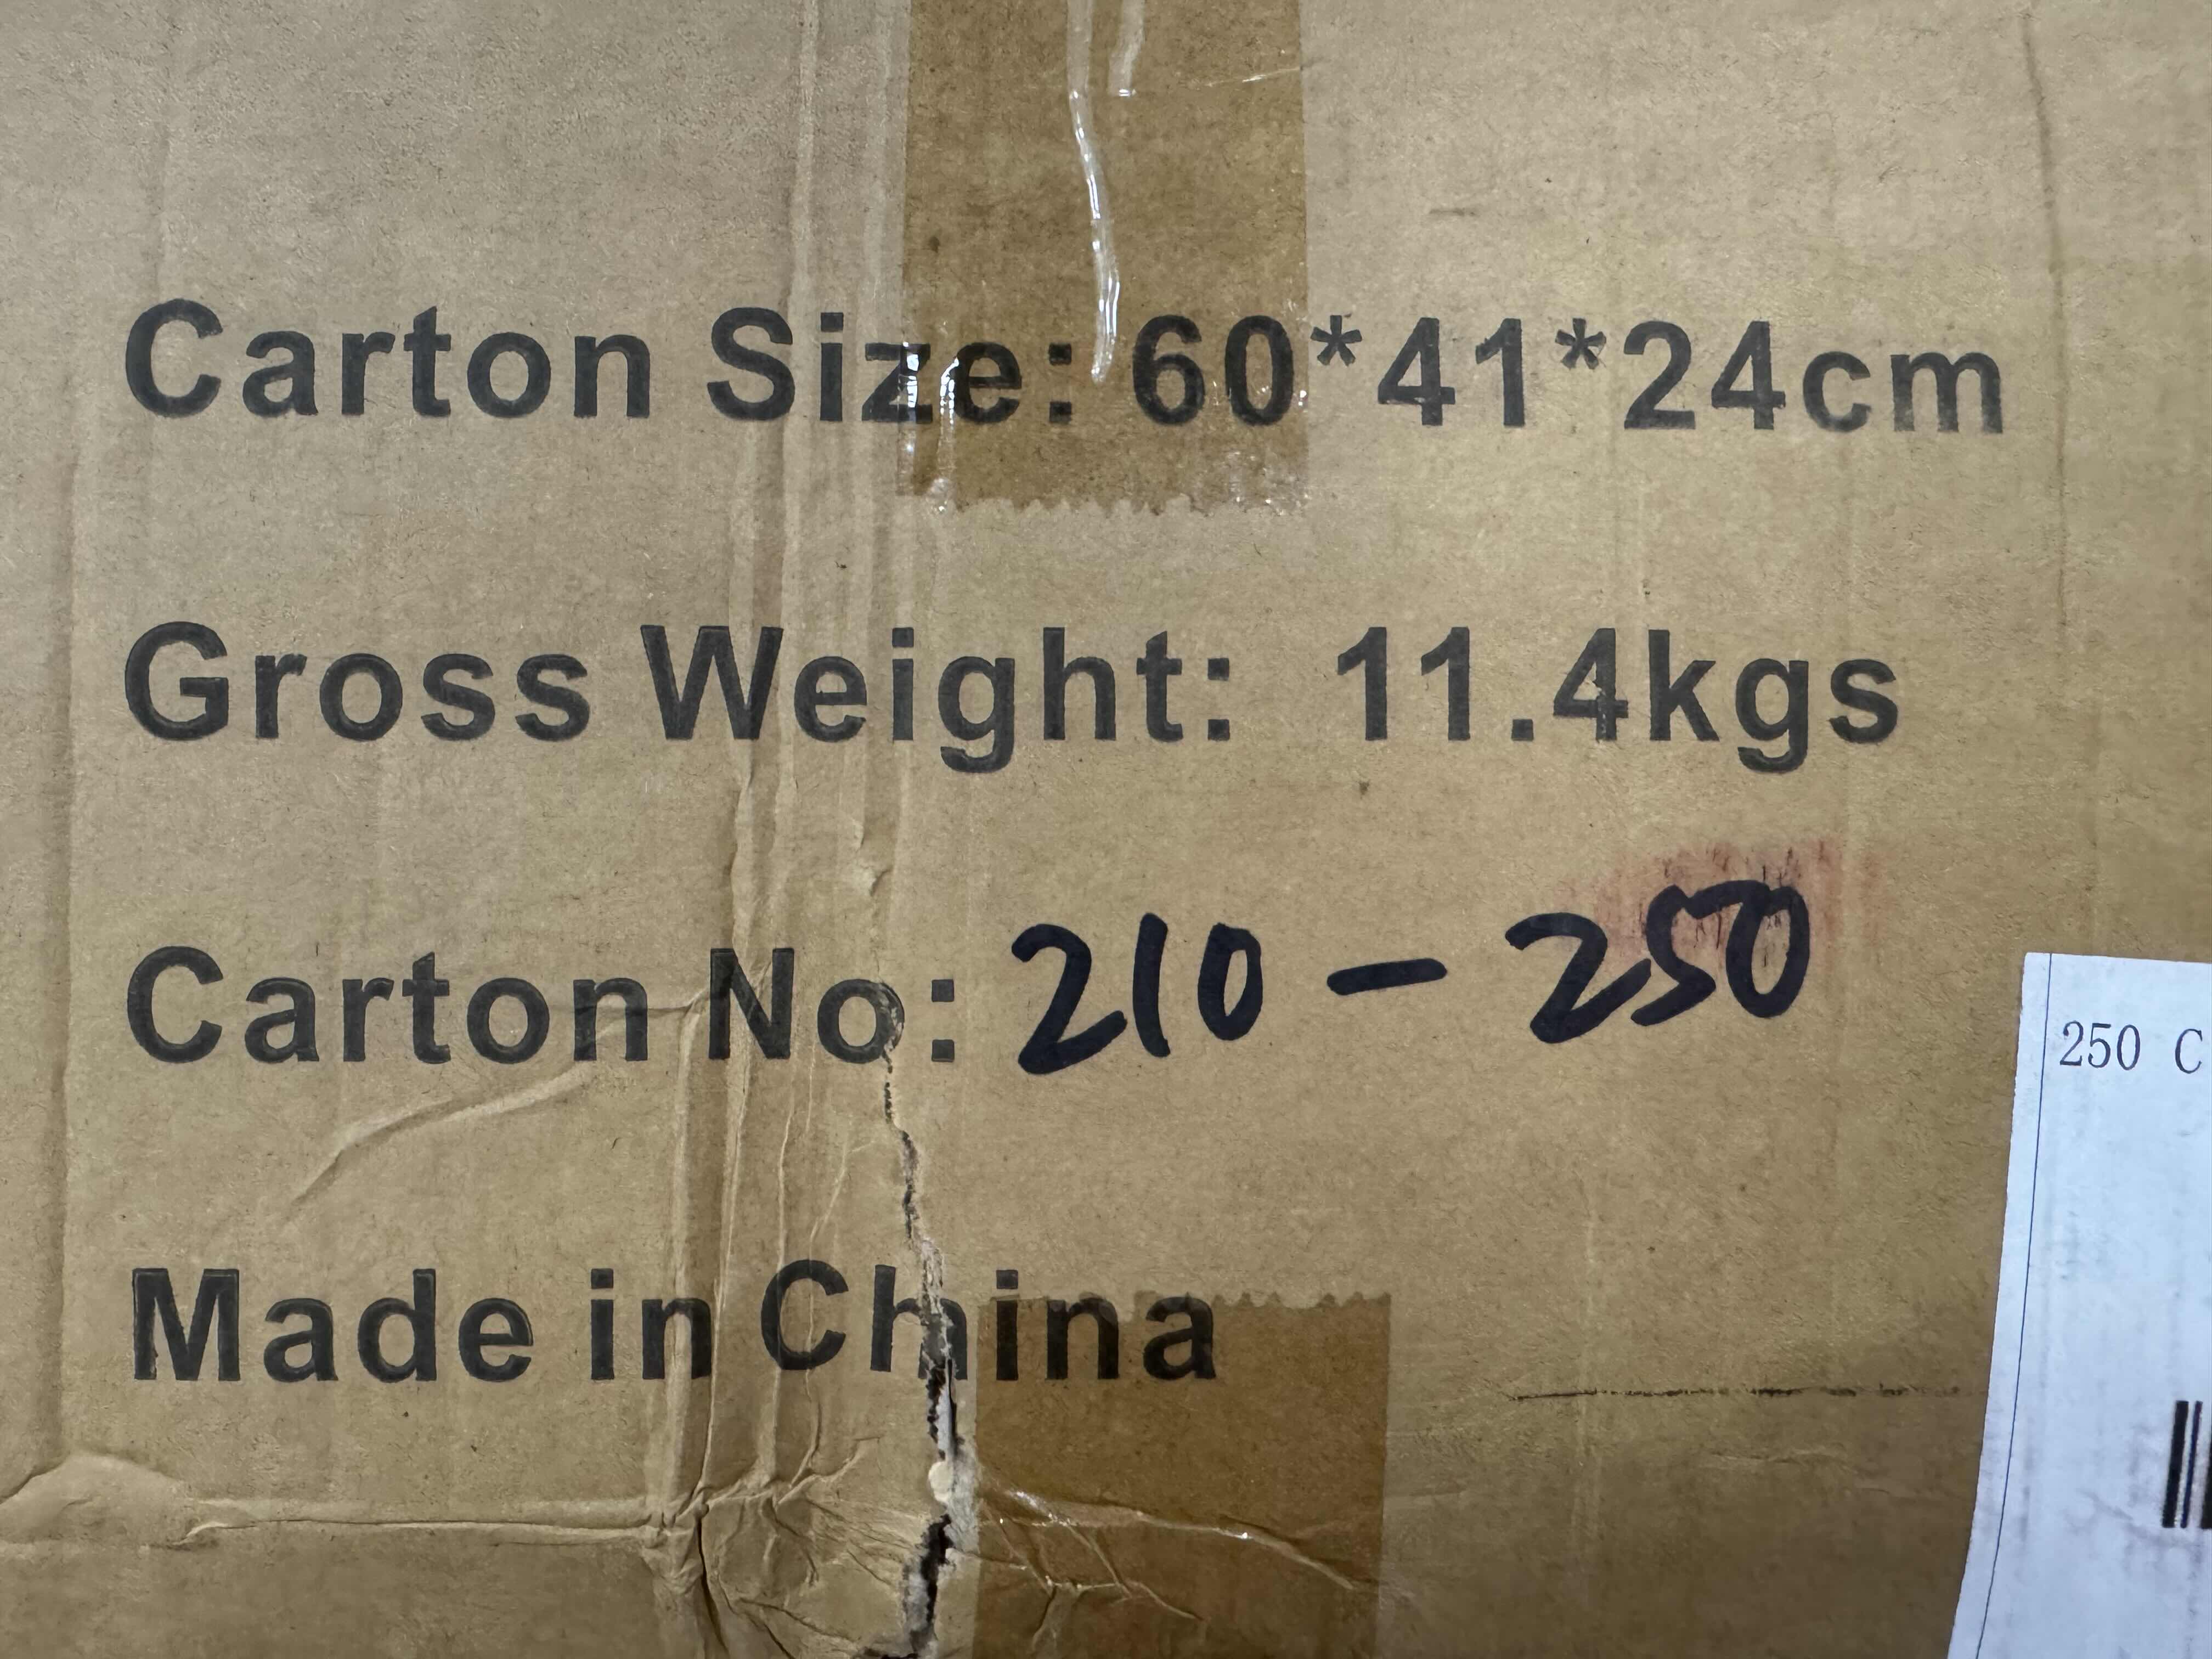 Carton Size: 60*41*24cm
Gross Weight: 11.4kgs
Carton No: 210 - 250
250 C
Made in China